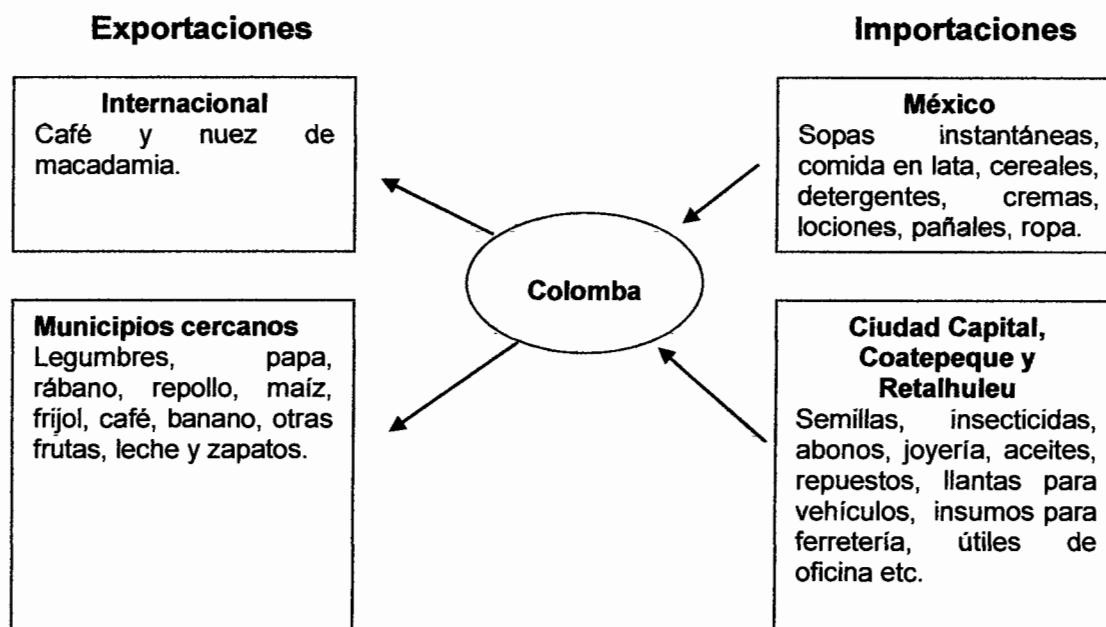 Exportaciones
Internacional
Café y nuez de
macadamia.
Municipios cercanos
Legumbres, papa,
rábano, repollo, maíz,
frijol, café, banano, otras
frutas, leche y zapatos.
Colomba
Importaciones
México
Sopas instantáneas,
comida en lata, cereales,
detergentes, cremas,
lociones, pañales, ropa.
Ciudad Capital,
Coatepeque y
Retalhuleu
Semillas, insecticidas,
abonos, joyería, aceites,
repuestos, llantas para
vehículos, insumos para
ferretería, útiles de
oficina etc.